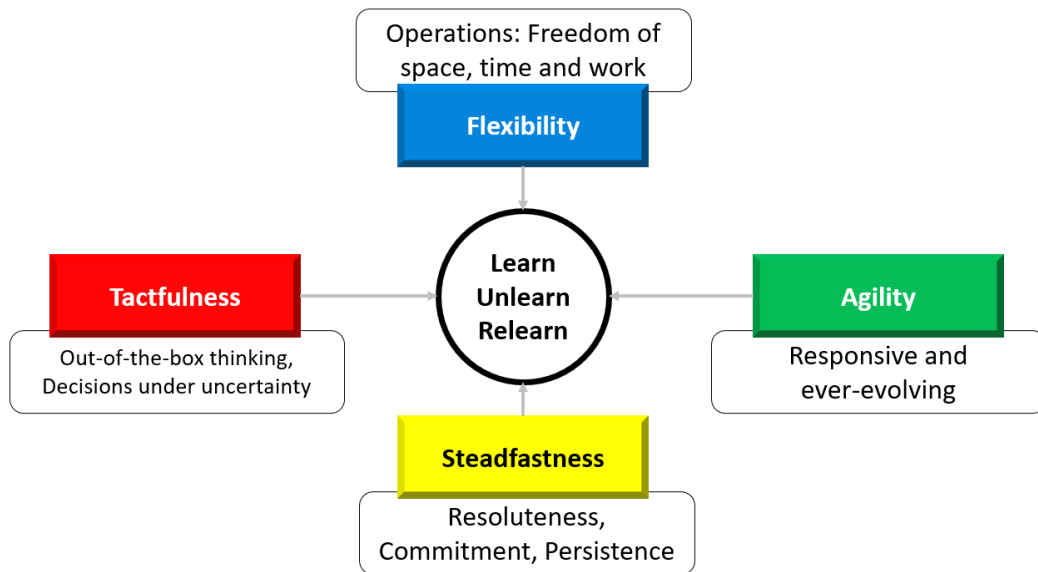 Operations: Freedom of
space, time and work
Flexibility
Learn
Unlearn
Relearn
Tactfulness
Out-of-the-box thinking,
Decisions under uncertainty
Agility
Responsive and
ever-evolving
Steadfastness
Resoluteness,
Commitment, Persistence